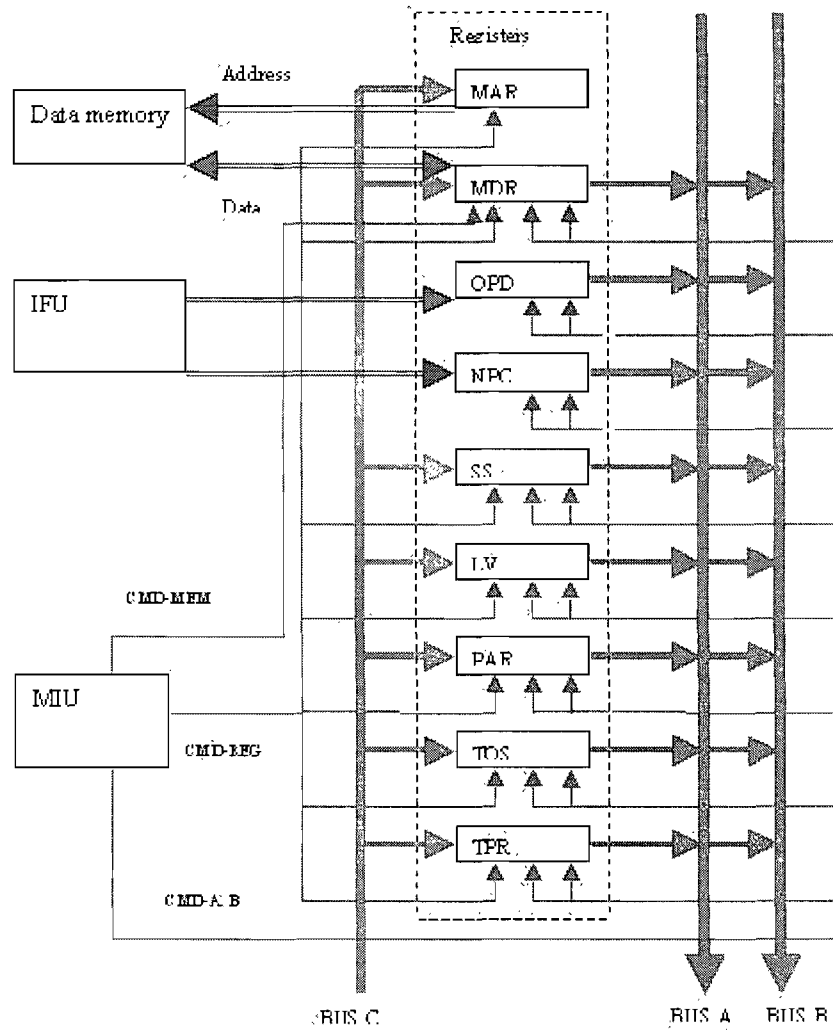 Registers
Address
MAR
Data memory
MDR
Data
OPD
IFU
NPC
SS
LV
CMD-MEM
PAR
MIU
CMD-REG
TOS
TPR
CMD-A/B
BUS C
BUS A
BUS B